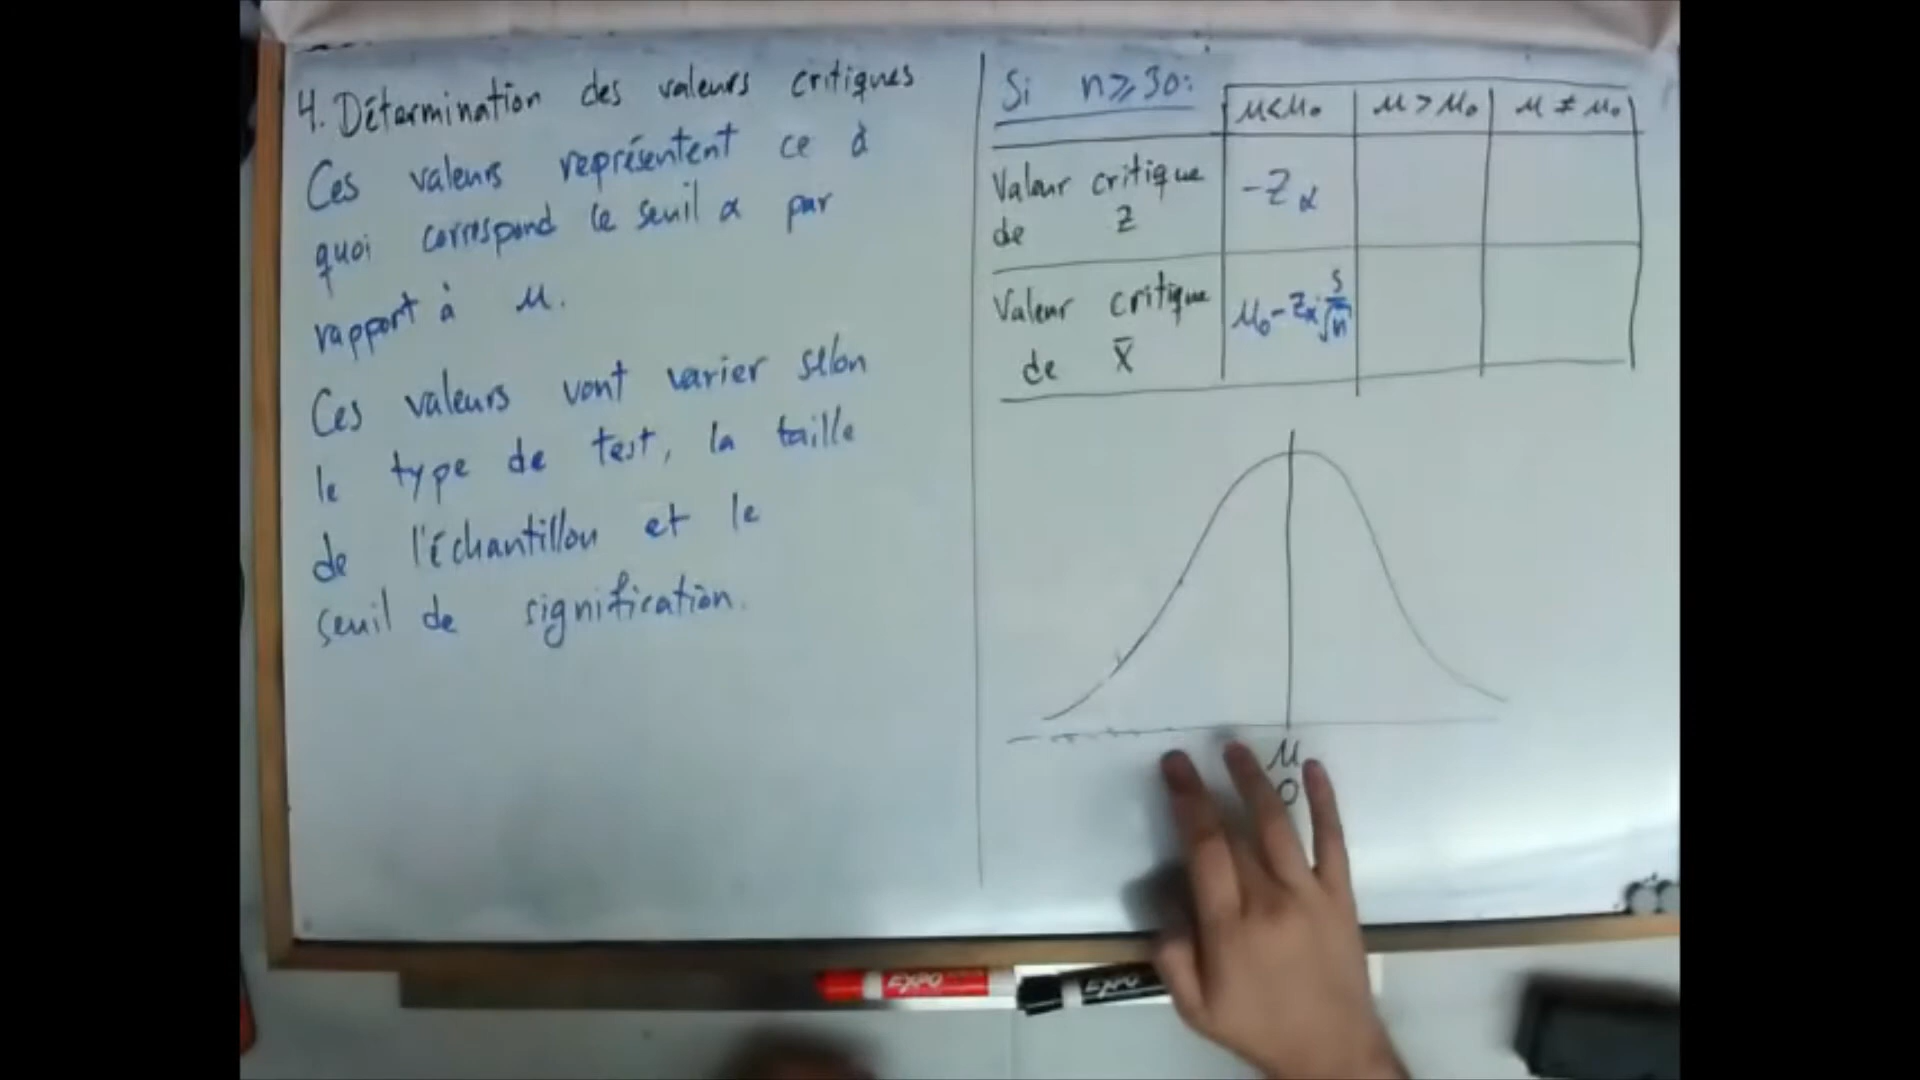 4. Détermination des valeurs critiques
Ces valeurs représentent ce à
quoi correspond le seuil α par
rapport à μ.
Ces valeurs vont varier selon
le type de test, la taille
de l'échantillon et le
seuil de signification.
Si n ≥ 30:
μ<μ₀ μ > μ₀ μ ≠ μ₀
Valeur critique
de Z
-Z α
Valeur critique
de X̄
μ₀ - Zα · s/√n
μ
0
EXPO
EXPO